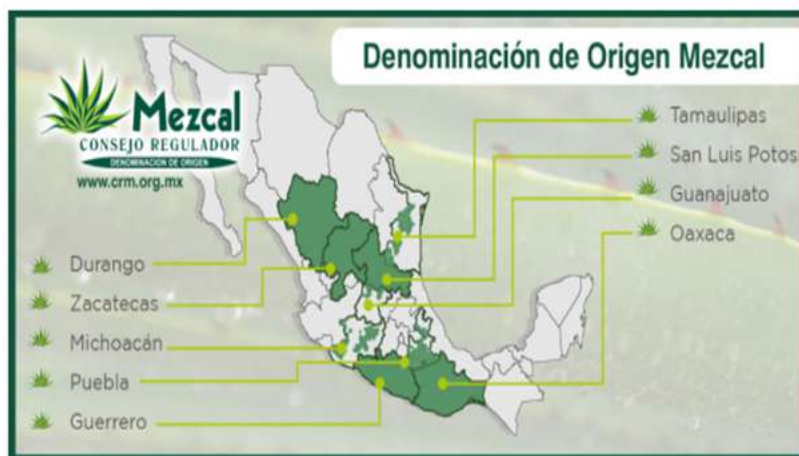 Denominación de Origen Mezcal
Mezcal
CONSEJO REGULADOR
DENOMINACIÓN DE ORIGEN
www.crm.org.mx
Tamaulipas
San Luis Potos
Guanajuato
Oaxaca
Durango
Zacatecas
Michoacán
Puebla
Guerrero